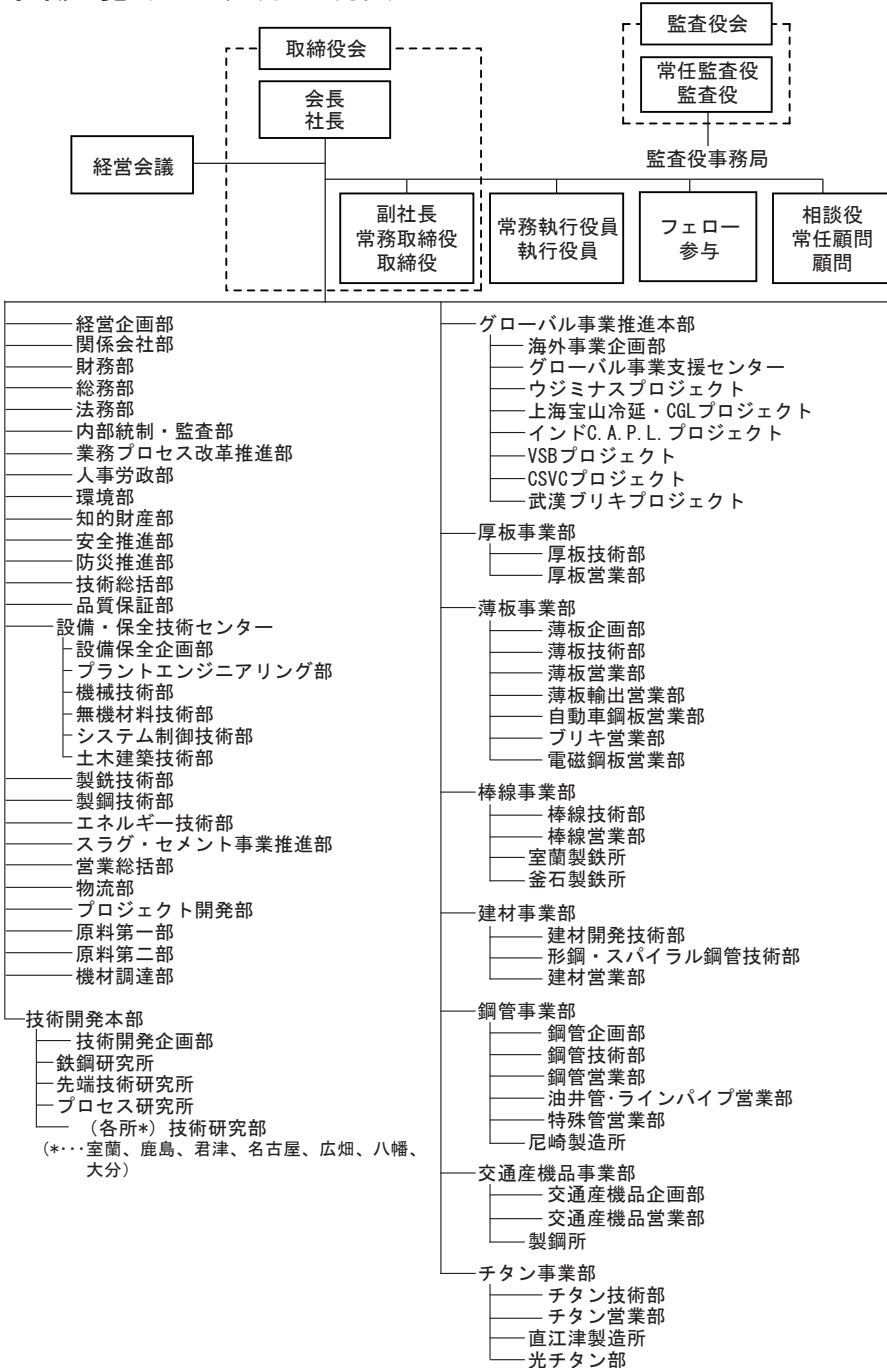 取締役会
会長
社長
監査役会
常任監査役
監査役
監査役事務局
経営会議
副社長
常務取締役
取締役
常務執行役員
執行役員
フェロー
参与
相談役
常任顧問
顧問
経営企画部
関係会社部
財務部
総務部
法務部
内部統制・監査部
業務プロセス改革推進部
人事労政部
環境部
知的財産部
安全推進部
防災推進部
技術総括部
品質保証部
設備・保全技術センター
設備保全企画部
プラントエンジニアリング部
機械技術部
無機材料技術部
システム制御技術部
土木建築技術部
製銑技術部
製鋼技術部
エネルギー技術部
スラグ・セメント事業推進部
営業総括部
物流部
プロジェクト開発部
原料第一部
原料第二部
機材調達部
技術開発本部
技術開発企画部
鉄鋼研究所
先端技術研究所
プロセス研究所
（各所*）技術研究部
(*･･･室蘭、鹿島、君津、名古屋、広畑、八幡、
大分)
グローバル事業推進本部
海外事業企画部
グローバル事業支援センター
ウジミナスプロジェクト
上海宝山冷延・CGLプロジェクト
インドC.A.P.L.プロジェクト
VSBプロジェクト
CSVCプロジェクト
武漢ブリキプロジェクト
厚板事業部
厚板技術部
厚板営業部
薄板事業部
薄板企画部
薄板技術部
薄板営業部
薄板輸出営業部
自動車鋼板営業部
ブリキ営業部
電磁鋼板営業部
棒線事業部
棒線技術部
棒線営業部
室蘭製鉄所
釜石製鉄所
建材事業部
建材開発技術部
形鋼・スパイラル鋼管技術部
建材営業部
鋼管事業部
鋼管企画部
鋼管技術部
鋼管営業部
油井管･ラインパイプ営業部
特殊管営業部
尼崎製造所
交通産機品事業部
交通産機品企画部
交通産機品営業部
製鋼所
チタン事業部
チタン技術部
チタン営業部
直江津製造所
光チタン部